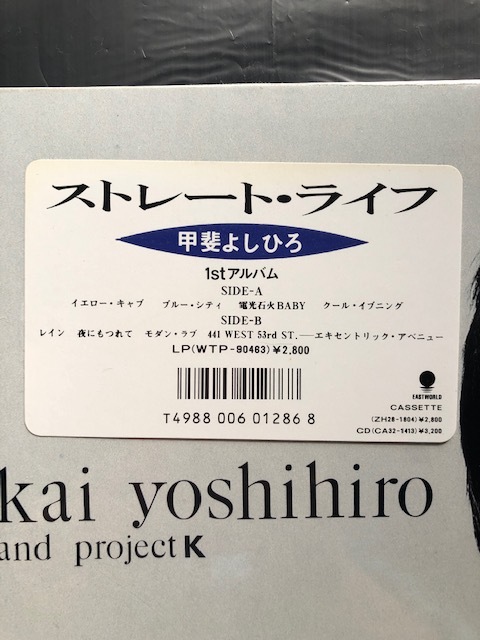 ストレート・ライフ
甲斐よしひろ
1stアルバム
SIDE-A
イエロー・キャブ ブルー・シティ 電光石火BABY クール・イブニング
SIDE-B
レイン 夜にもつれて モダン・ラブ 441 WEST 53rd ST.—エキセントリック・アベニュー
LP(WTP-90463)¥2,800
EASTWORLD
CASSETTE
(ZH28-1804)¥2,800
CD(CA32-1413)¥3,200
T4988 006 01286 8
kai yoshihiro
and project K